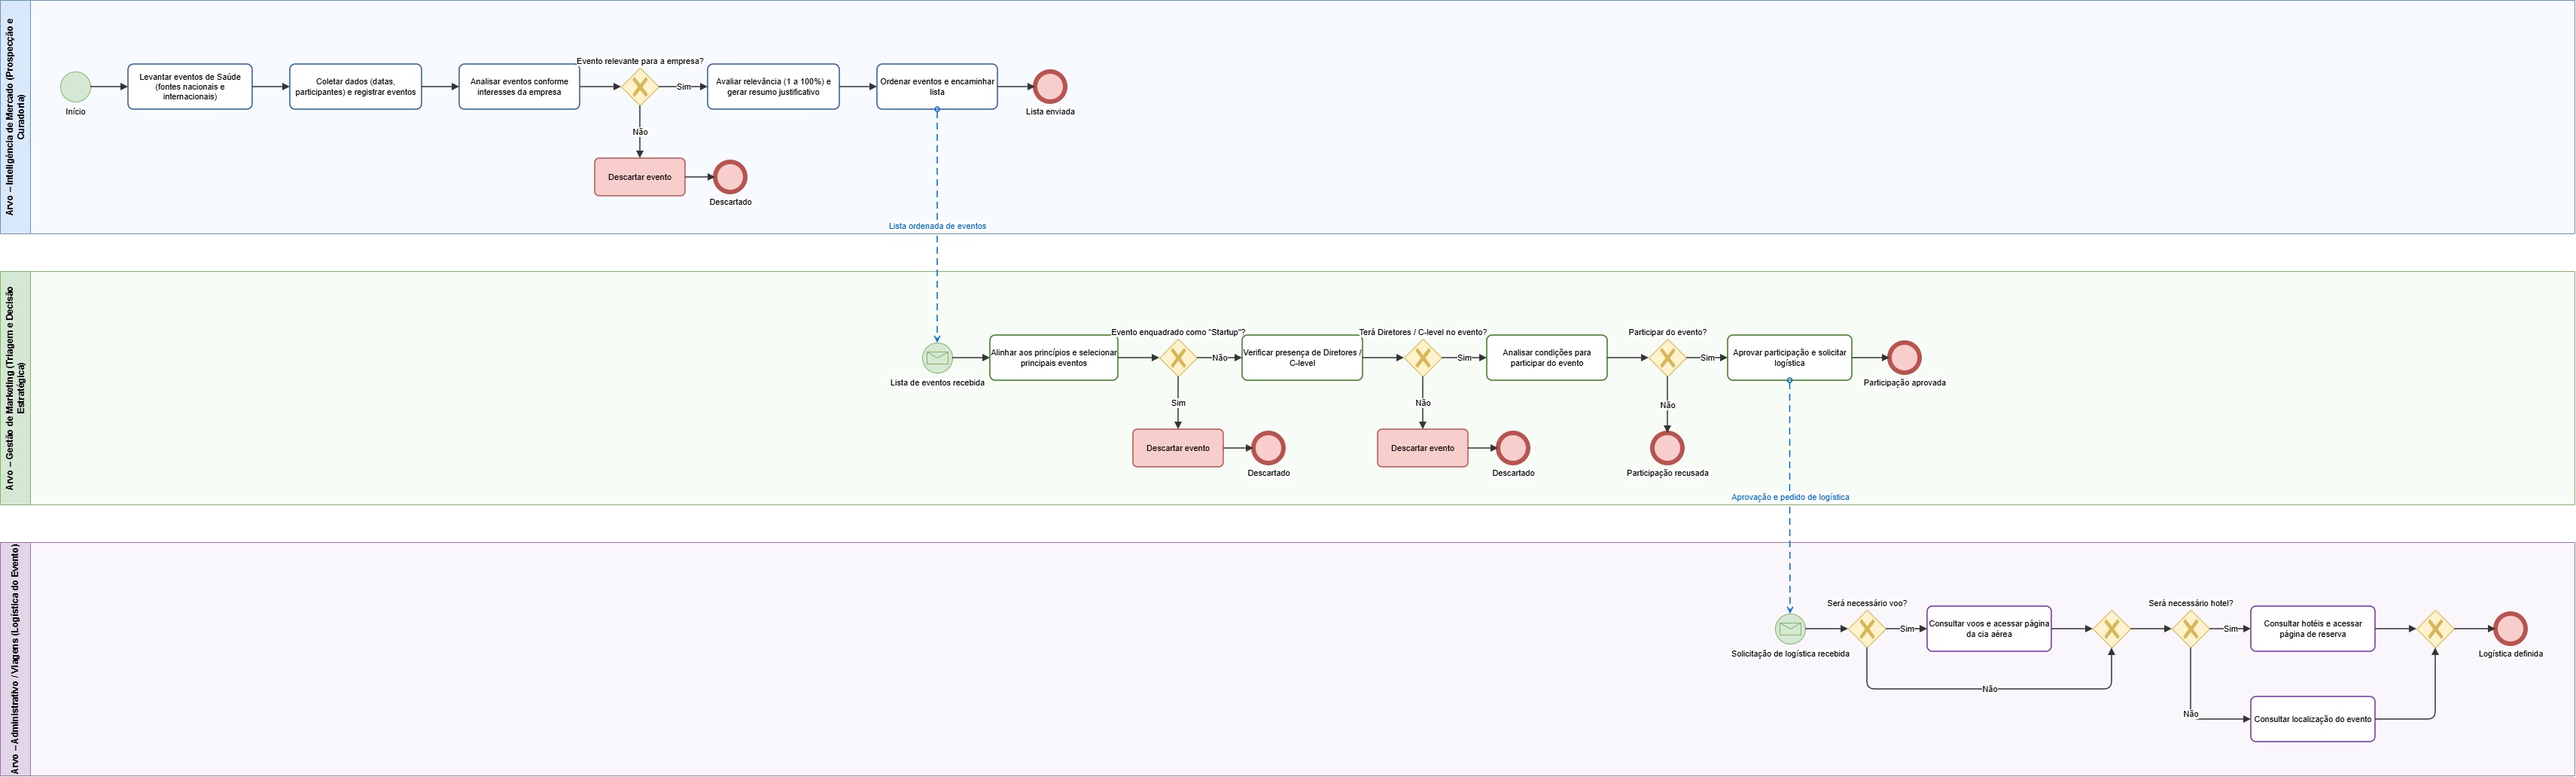 Arvo – Inteligência de Mercado (Prospecção e
Curadoria)
Início
Levantar eventos de Saúde
(fontes nacionais e
internacionais)
Coletar dados (datas,
participantes) e registrar eventos
Analisar eventos conforme
interesses da empresa
Evento relevante para a empresa?
Sim
Não
Avaliar relevância (1 a 100%) e
gerar resumo justificativo
Ordenar eventos e encaminhar
lista
Lista enviada
Descartar evento
Descartado
Lista ordenada de eventos
Arvo – Gestão de Marketing (Triagem e Decisão
Estratégica)
Lista de eventos recebida
Alinhar aos princípios e selecionar
principais eventos
Evento enquadrado como "Startup"?
Não
Sim
Descartar evento
Descartado
Verificar presença de Diretores /
C-level
Terá Diretores / C-level no evento?
Sim
Não
Descartar evento
Descartado
Analisar condições para
participar do evento
Participar do evento?
Sim
Não
Participação recusada
Aprovar participação e solicitar
logística
Participação aprovada
Aprovação e pedido de logística
Arvo – Administrativo / Viagens (Logística do Evento)
Solicitação de logística recebida
Será necessário voo?
Sim
Não
Consultar voos e acessar página
da cia aérea
Será necessário hotel?
Sim
Não
Consultar hotéis e acessar
página de reserva
Consultar localização do evento
Logística definida